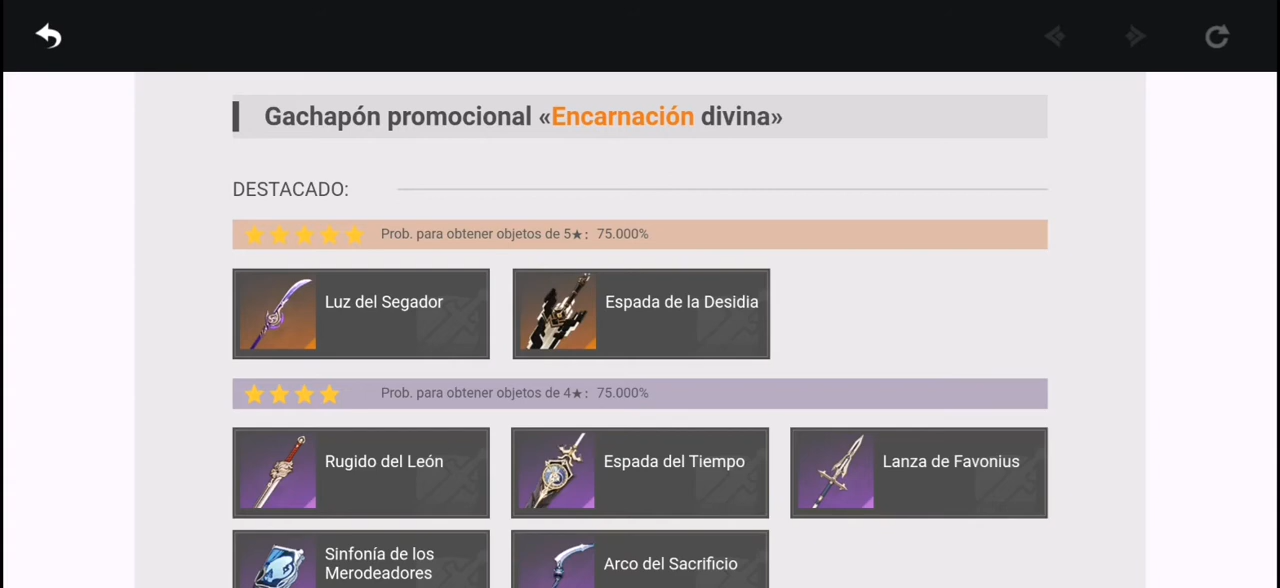 Gachapón promocional «Encarnación divina»
DESTACADO:
Prob. para obtener objetos de 5★: 75.000%
Luz del Segador
Espada de la Desidia
Prob. para obtener objetos de 4★: 75.000%
Rugido del León
Espada del Tiempo
Lanza de Favonius
Sinfonía de los
Merodeadores
Arco del Sacrificio